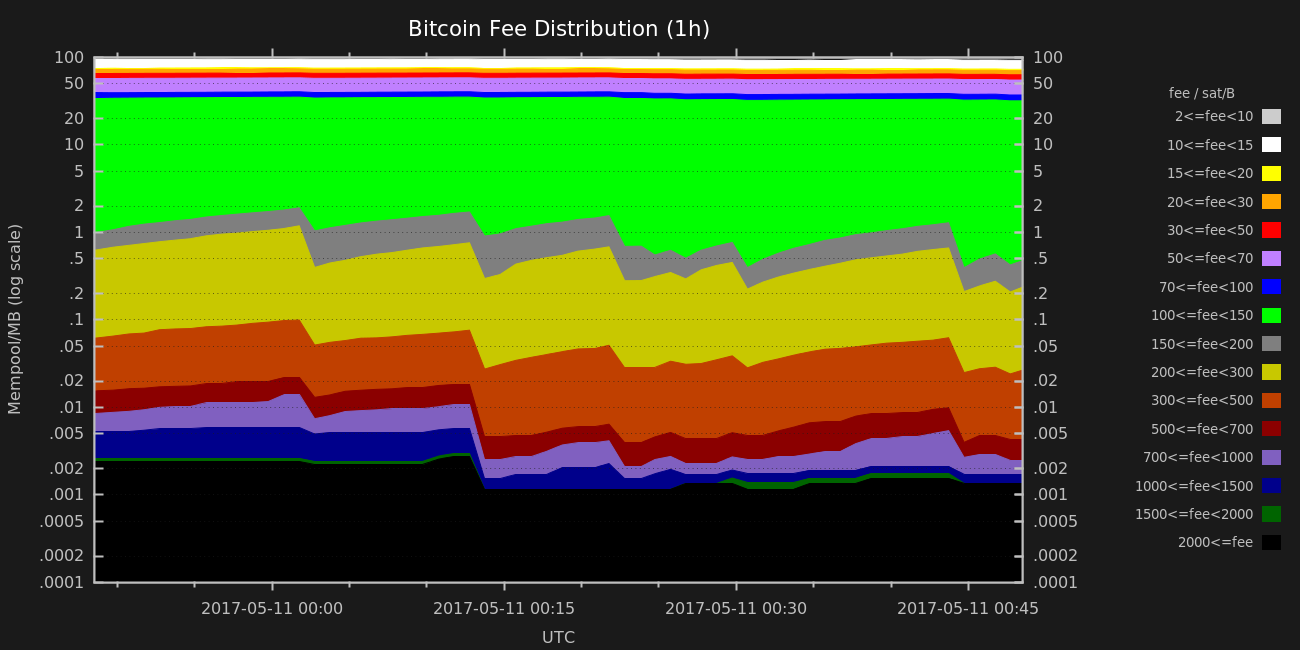 Bitcoin Fee Distribution (1h)
Mempool/MB (log scale)
100
50
20
10
5
2
1
.5
.2
.1
.05
.02
.01
.005
.002
.001
.0005
.0002
.0001
100
50
20
10
5
2
1
.5
.2
.1
.05
.02
.01
.005
.002
.001
.0005
.0002
.0001
2017-05-11 00:00
2017-05-11 00:15
2017-05-11 00:30
2017-05-11 00:45
UTC
fee / sat/B
2<=fee<10
10<=fee<15
15<=fee<20
20<=fee<30
30<=fee<50
50<=fee<70
70<=fee<100
100<=fee<150
150<=fee<200
200<=fee<300
300<=fee<500
500<=fee<700
700<=fee<1000
1000<=fee<1500
1500<=fee<2000
2000<=fee